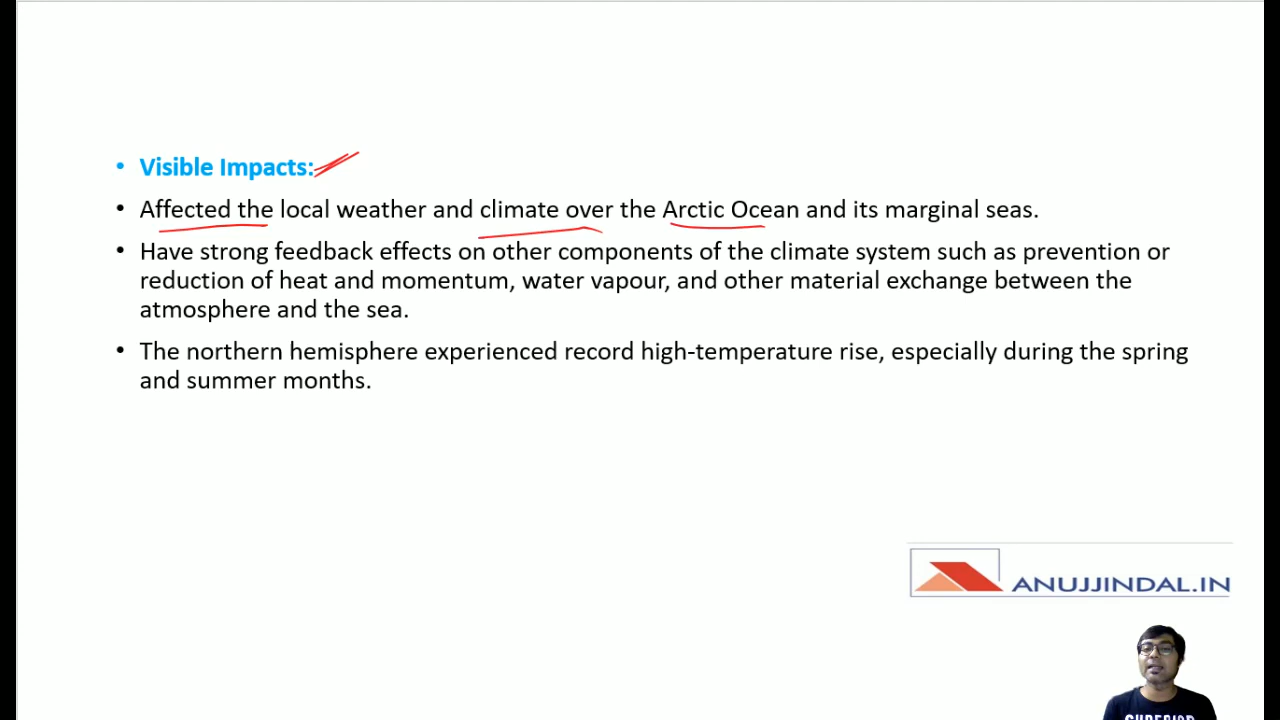 • Visible Impacts:
• Affected the local weather and climate over the Arctic Ocean and its marginal seas.
• Have strong feedback effects on other components of the climate system such as prevention or
reduction of heat and momentum, water vapour, and other material exchange between the
atmosphere and the sea.
• The northern hemisphere experienced record high-temperature rise, especially during the spring
and summer months.
ANUJJINDAL.IN